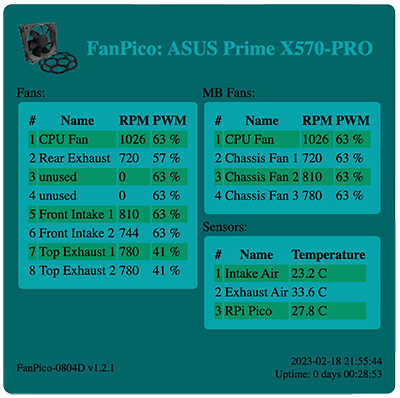 FanPico: ASUS Prime X570-PRO
Fans:
# Name RPM PWM
1 CPU Fan 1026 63 %
2 Rear Exhaust 720 57 %
3 unused 0 63 %
4 unused 0 63 %
5 Front Intake 1 810 63 %
6 Front Intake 2 744 63 %
7 Top Exhaust 1 780 41 %
8 Top Exhaust 2 780 41 %
MB Fans:
# Name RPM PWM
1 CPU Fan 1026 63 %
2 Chassis Fan 1 720 63 %
3 Chassis Fan 2 810 63 %
4 Chassis Fan 3 780 63 %
Sensors:
# Name Temperature
1 Intake Air 23.2 C
2 Exhaust Air 33.6 C
3 RPi Pico 27.8 C
FanPico-0804D v1.2.1
2023-02-18 21:55:44
Uptime: 0 days 00:28:53